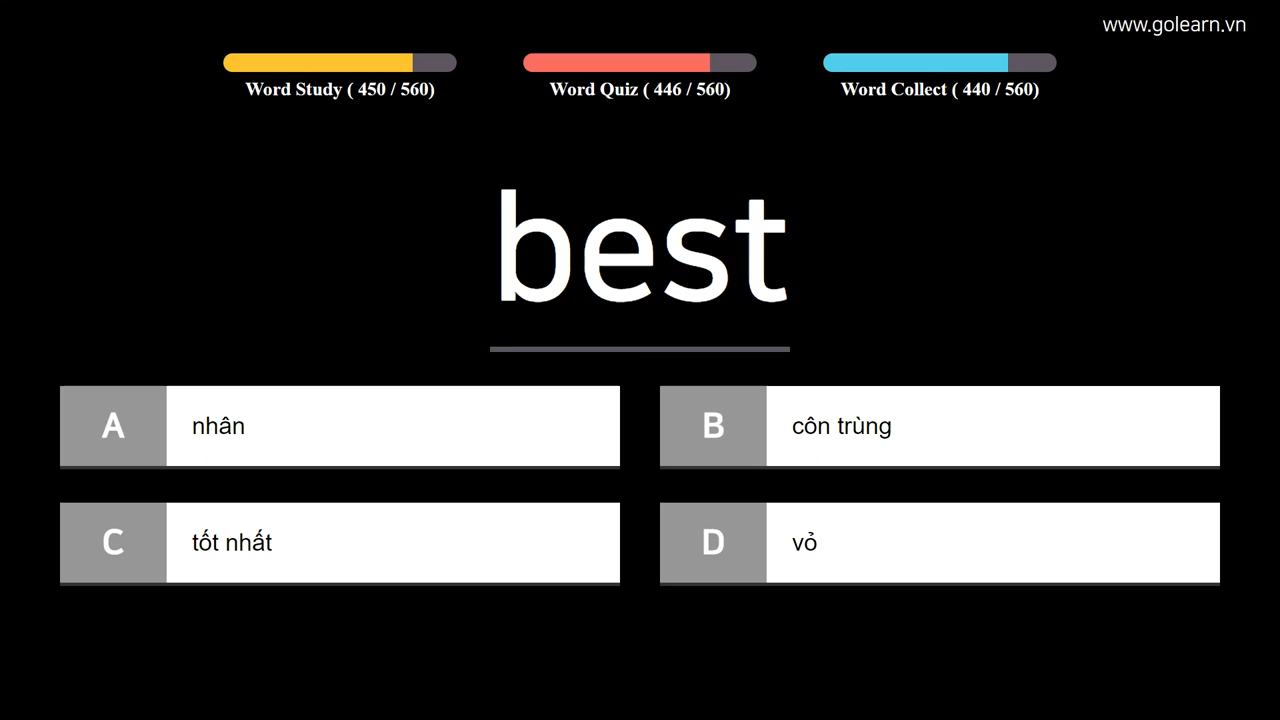 www.golearn.vn
Word Study ( 450 / 560)
Word Quiz ( 446 / 560)
Word Collect ( 440 / 560)
best
A nhân
B côn trùng
C tốt nhất
D vỏ